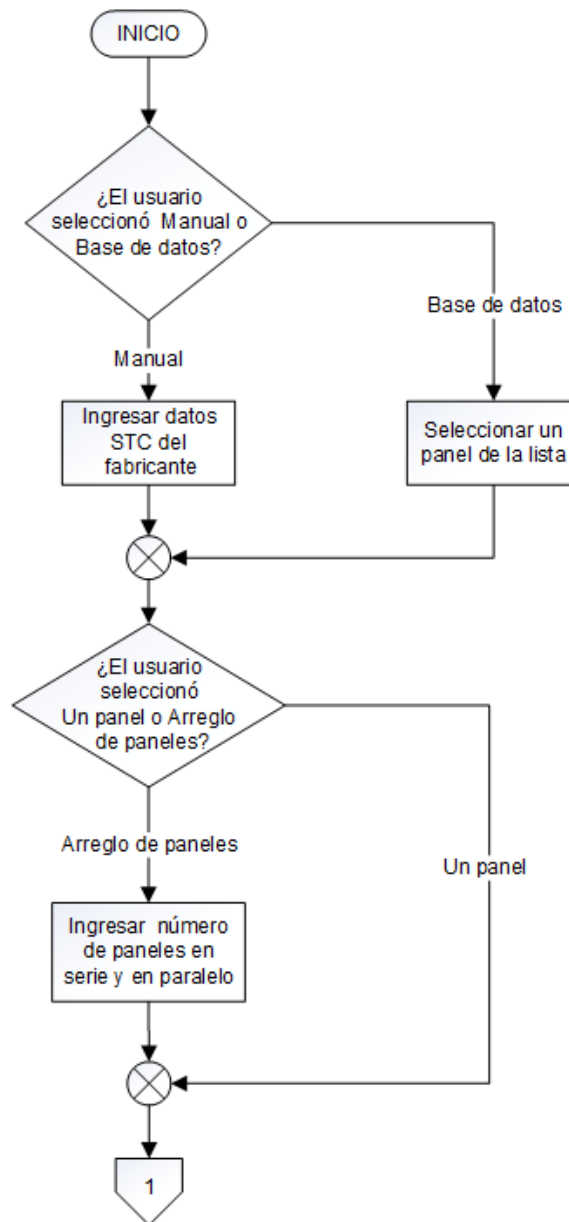 INICIO
¿El usuario
seleccionó Manual o
Base de datos?
Base de datos
Manual
Ingresar datos
STC del
fabricante
Seleccionar un
panel de la lista
¿El usuario
seleccionó
Un panel o Arreglo
de paneles?
Arreglo de paneles
Un panel
Ingresar número
de paneles en
serie y en paralelo
1